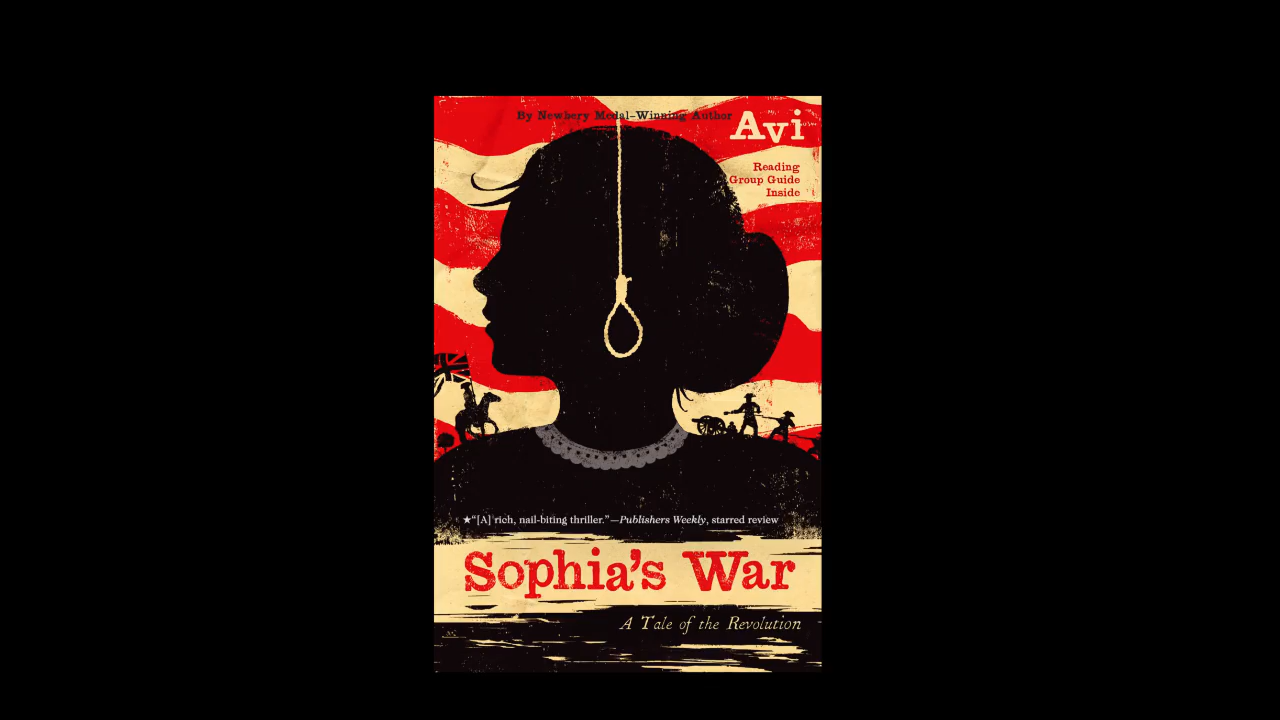 By Newbery Medal–Winning Author
Avi
Reading
Group Guide
Inside
★“[A] rich, nail-biting thriller.”—Publishers Weekly, starred review
Sophia’s War
A Tale of the Revolution